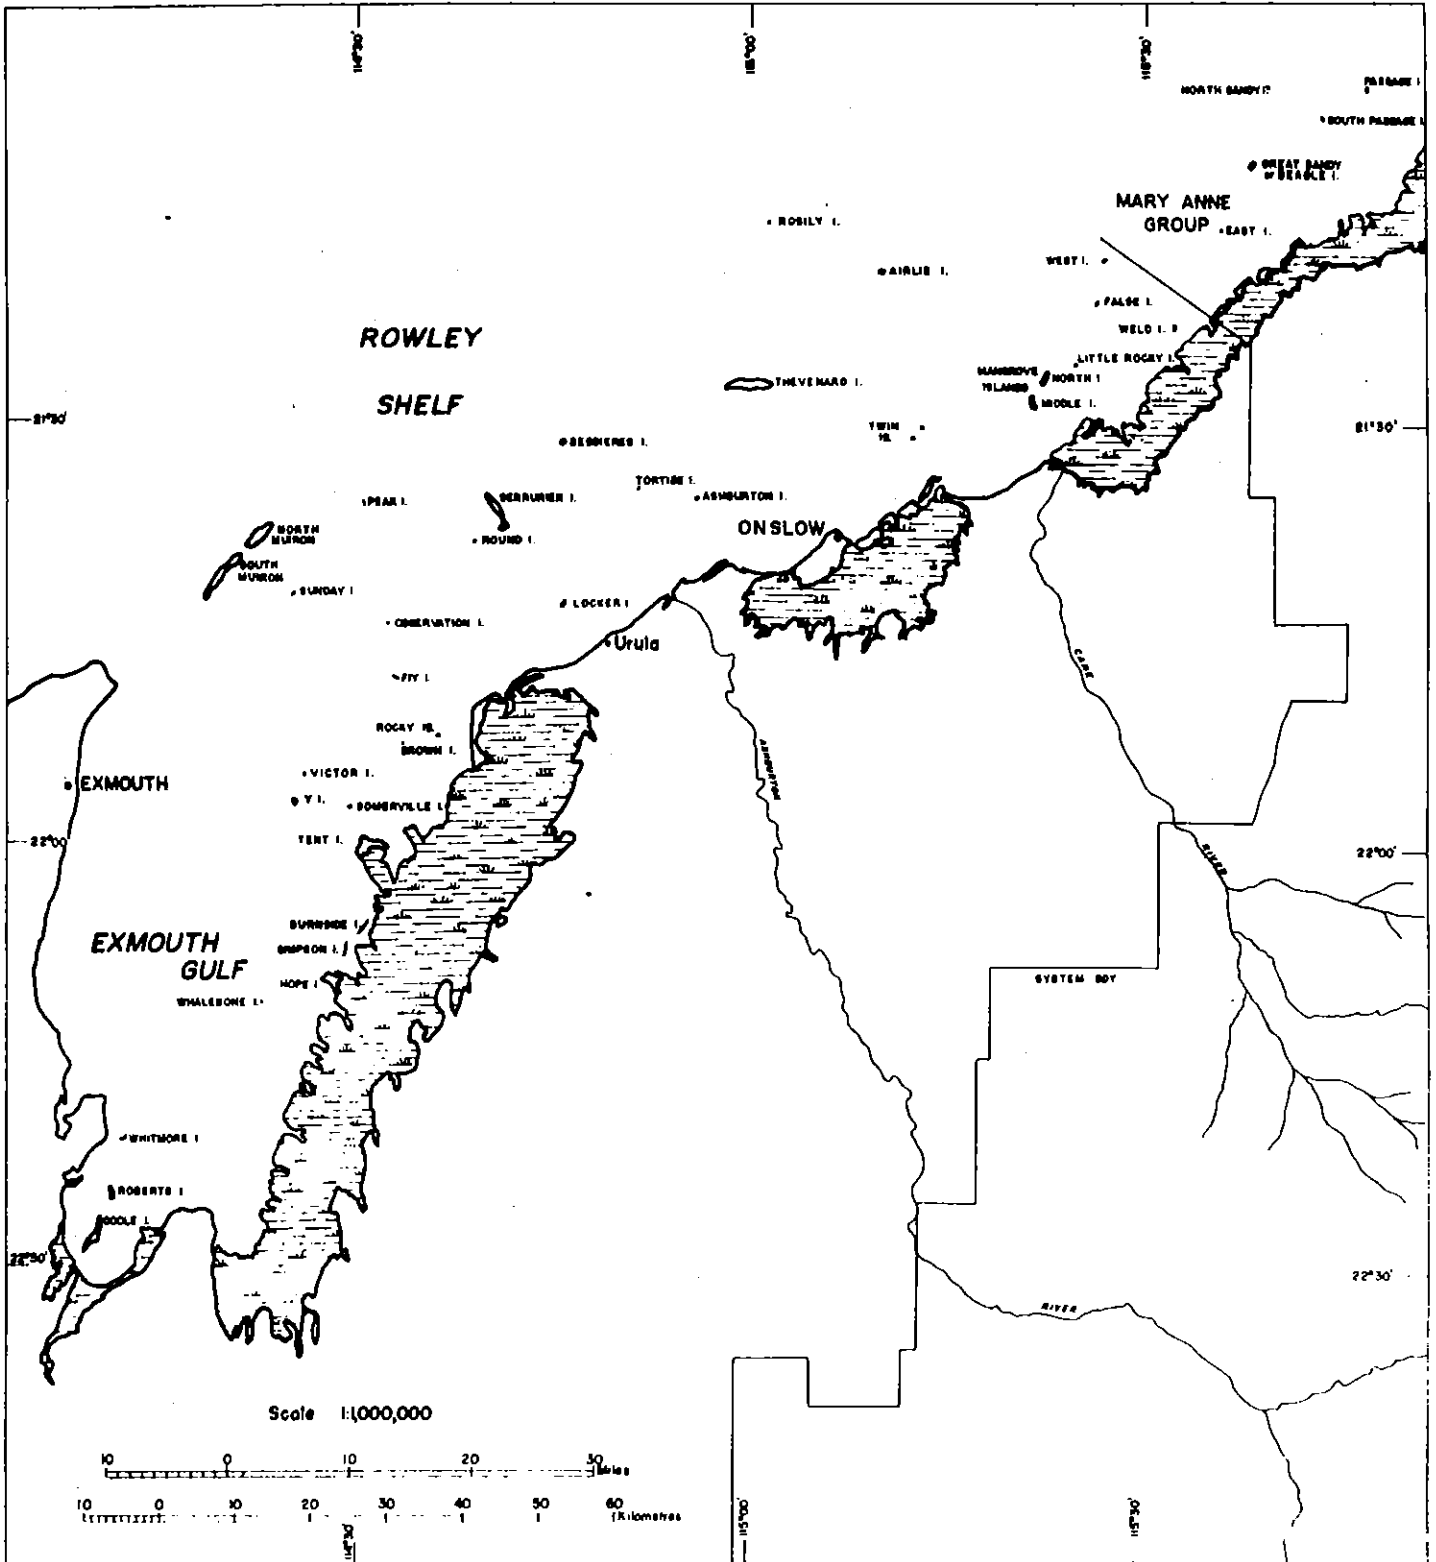 114°30'
115°00'
115°30'
NORTH SANDY I.
PASSAGE I.
SOUTH PASSAGE I.
GREAT SANDY
or BEAGLE I.
MARY ANNE
GROUP
EAST I.
ROSILY I.
WEST I.
AIRLIE I.
FALSE I.
ROWLEY
SHELF
WELD I.
LITTLE ROCKY I.
MANGROVE
ISLANDS
NORTH I
MIDDLE I.
THEVENARD I.
21°30'
21°30'
TWIN
IS.
BESSIERES I.
TORTISE I.
ASHBURTON I.
PEAK I.
SERRURIER I.
ONSLOW
NORTH
MUIRON
ROUND I.
SOUTH
MUIRON
SUNDAY I
LOCKER I
OBSERVATION I.
Urula
CAPE
FIY I.
ROCKY IS.
BROWN I.
ASHBURTON
VICTOR I.
EXMOUTH
Y I.
SOMERVILLE I.
TENT I.
22°00'
22°00'
RIVER
BURNSIDE I.
SIMPSON I.
EXMOUTH
GULF
HOPE I
SYSTEM BDY
WHALEBONE I.
WHITMORE I
ROBERTS I.
DOOLE I.
22°30'
22°30'
RIVER
Scale 1:1,000,000
10 0 10 20 30 Miles
10 0 10 20 30 40 50 60 Kilometres
114°30'
115°00'
115°30'